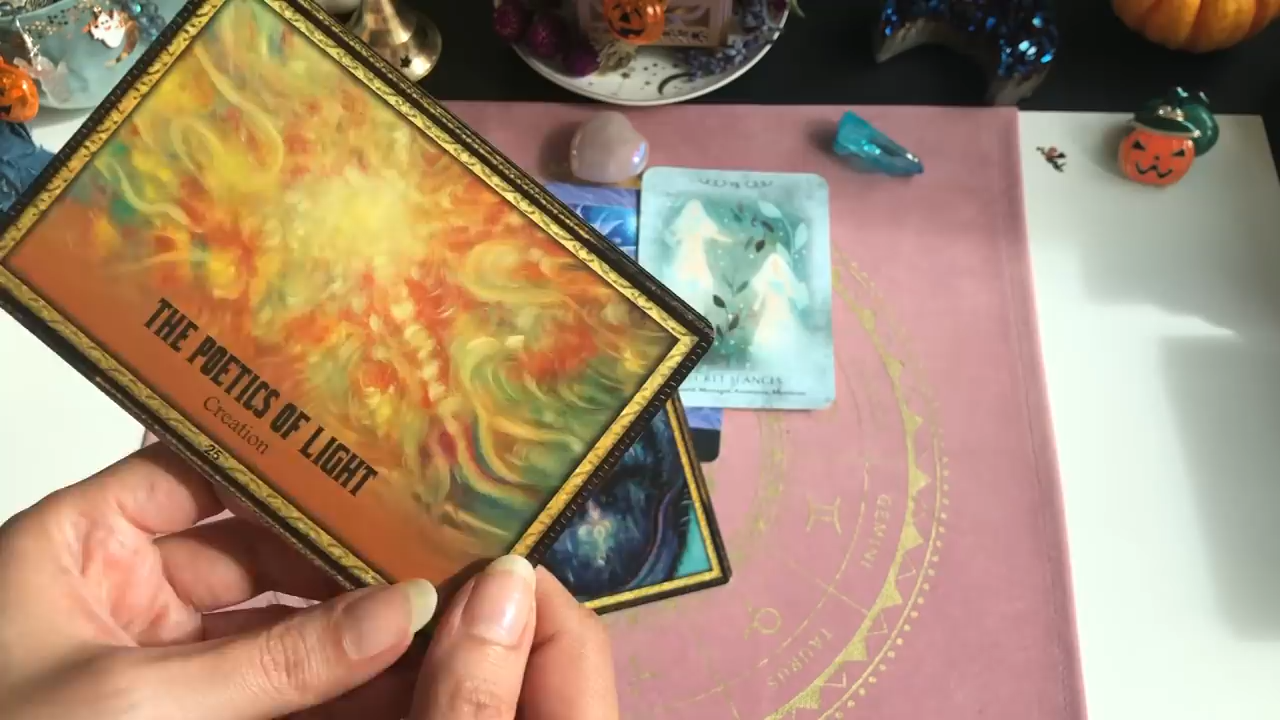 THE POETICS OF LIGHT
Creation
25
GEMINI
TAURUS